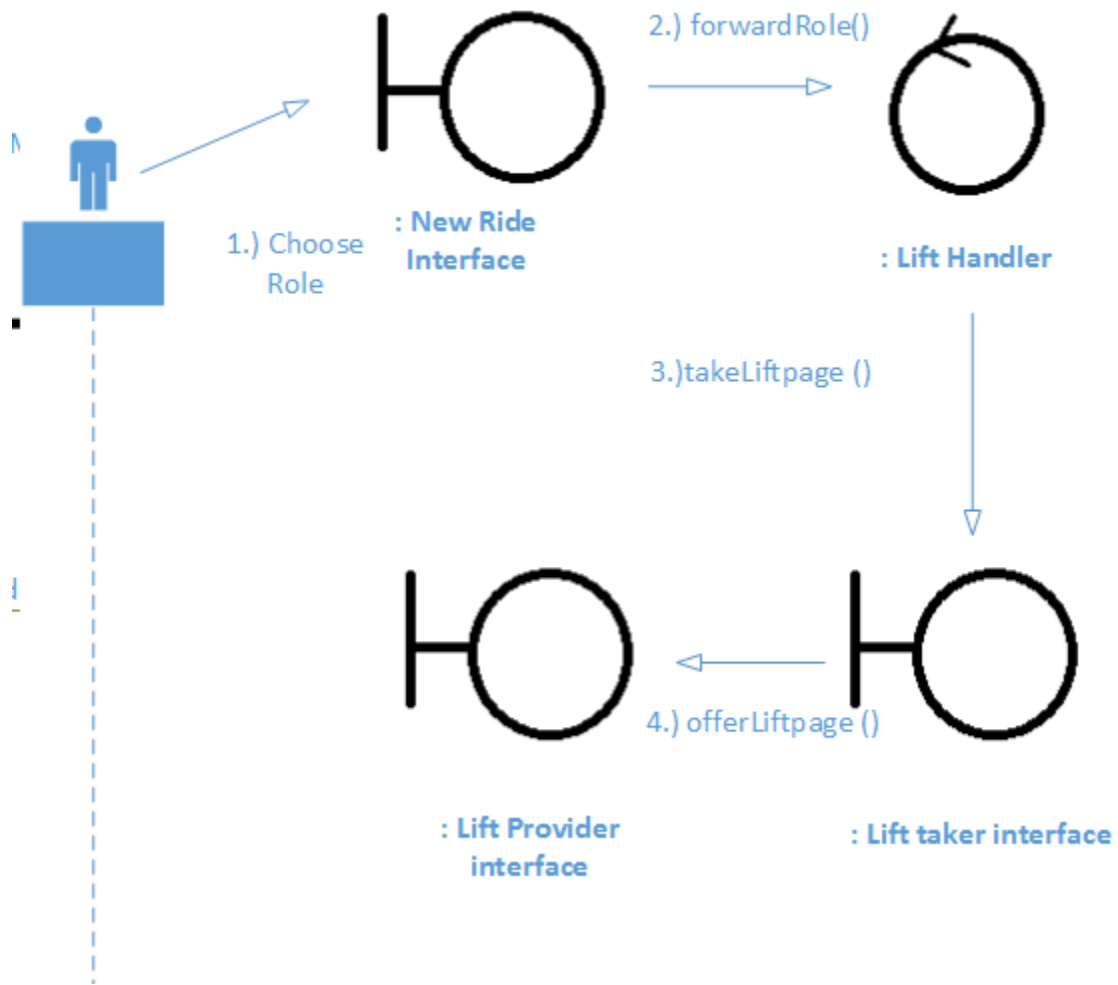 2.) forwardRole()
1.) Choose
Role
: New Ride
Interface
: Lift Handler
3.)takeLiftpage ()
4.) offerLiftpage ()
: Lift Provider
interface
: Lift taker interface